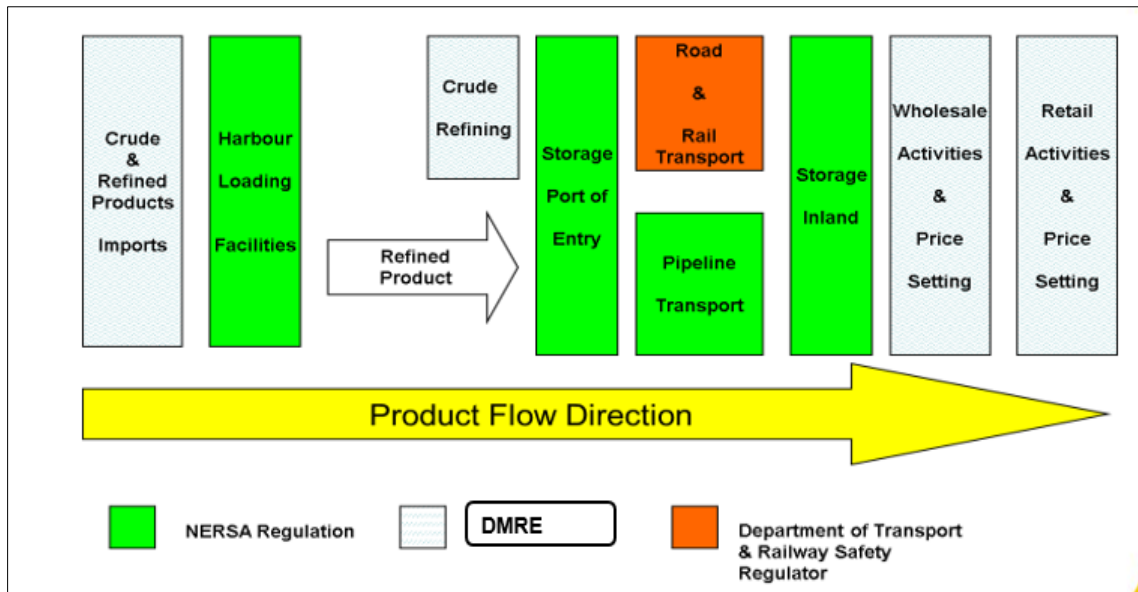 Crude
&
Refined
Products
Imports
Harbour
Loading
Facilities
Refined
Product
Crude
Refining
Storage
Port of
Entry
Road
&
Rail
Transport
Pipeline
Transport
Storage
Inland
Wholesale
Activities
&
Price
Setting
Retail
Activities
&
Price
Setting
Product Flow Direction
NERSA Regulation
DMRE
Department of Transport
& Railway Safety
Regulator